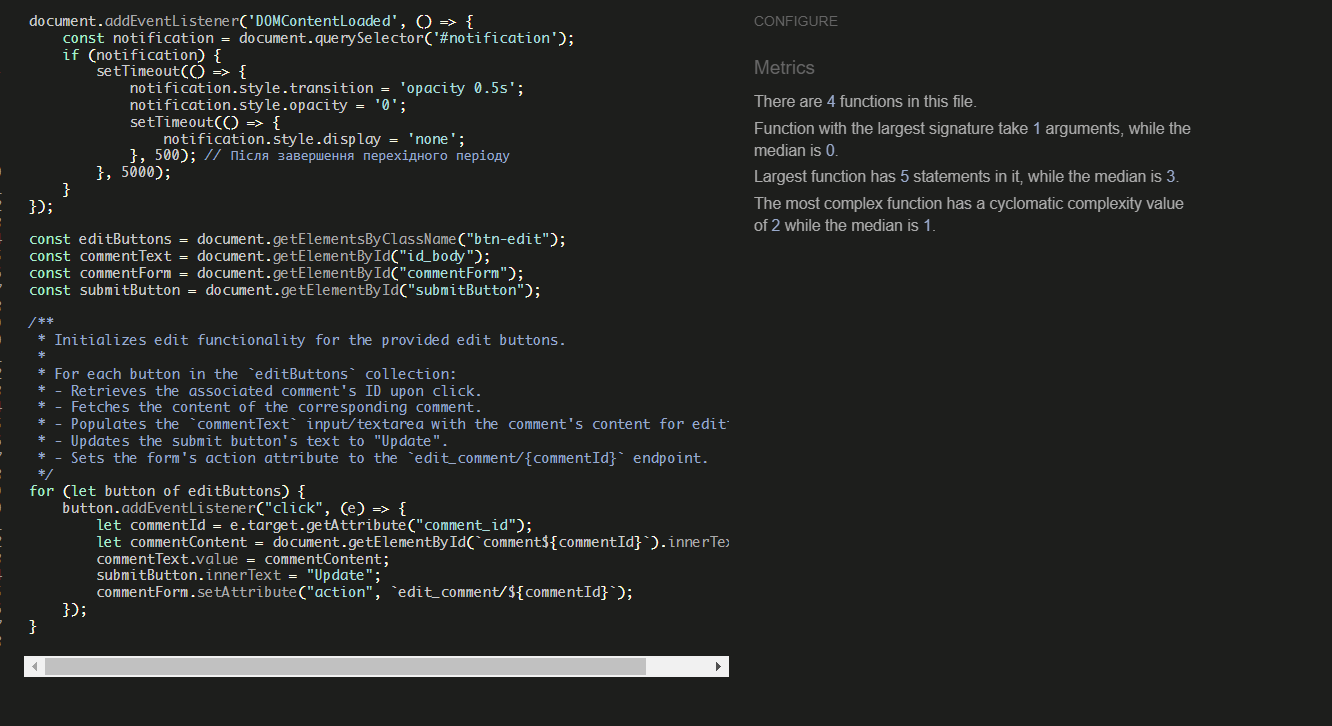 document.addEventListener('DOMContentLoaded', () => {
    const notification = document.querySelector('#notification');
    if (notification) {
        setTimeout(() => {
            notification.style.transition = 'opacity 0.5s';
            notification.style.opacity = '0';
            setTimeout(() => {
                notification.style.display = 'none';
            }, 500); // Після завершення перехідного періоду
        }, 5000);
    }
});

const editButtons = document.getElementsByClassName("btn-edit");
const commentText = document.getElementById("id_body");
const commentForm = document.getElementById("commentForm");
const submitButton = document.getElementById("submitButton");

/**
 * Initializes edit functionality for the provided edit buttons.
 *
 * For each button in the `editButtons` collection:
 * - Retrieves the associated comment's ID upon click.
 * - Fetches the content of the corresponding comment.
 * - Populates the `commentText` input/textarea with the comment's content for edit
 * - Updates the submit button's text to "Update".
 * - Sets the form's action attribute to the `edit_comment/{commentId}` endpoint.
 */
for (let button of editButtons) {
    button.addEventListener("click", (e) => {
        let commentId = e.target.getAttribute("comment_id");
        let commentContent = document.getElementById(`comment${commentId}`).innerTex
        commentText.value = commentContent;
        submitButton.innerText = "Update";
        commentForm.setAttribute("action", `edit_comment/${commentId}`);
    });
}
CONFIGURE
Metrics
There are 4 functions in this file.
Function with the largest signature take 1 arguments, while the
median is 0.
Largest function has 5 statements in it, while the median is 3.
The most complex function has a cyclomatic complexity value
of 2 while the median is 1.